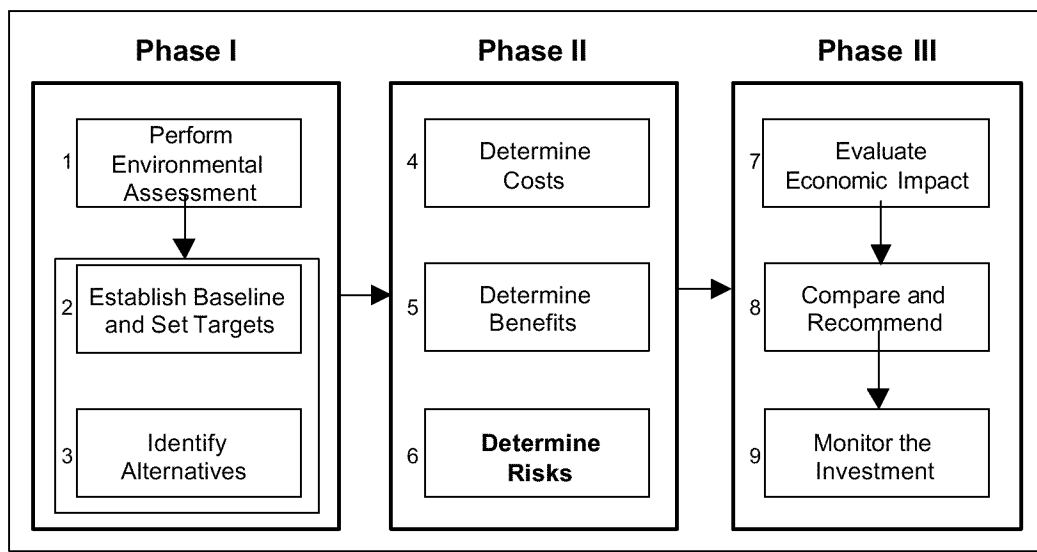 Phase I
Phase II
Phase III
1
Perform
Environmental
Assessment
2
Establish Baseline
and Set Targets
3
Identify
Alternatives
4
Determine
Costs
5
Determine
Benefits
6
Determine
Risks
7
Evaluate
Economic Impact
8
Compare and
Recommend
9
Monitor the
Investment